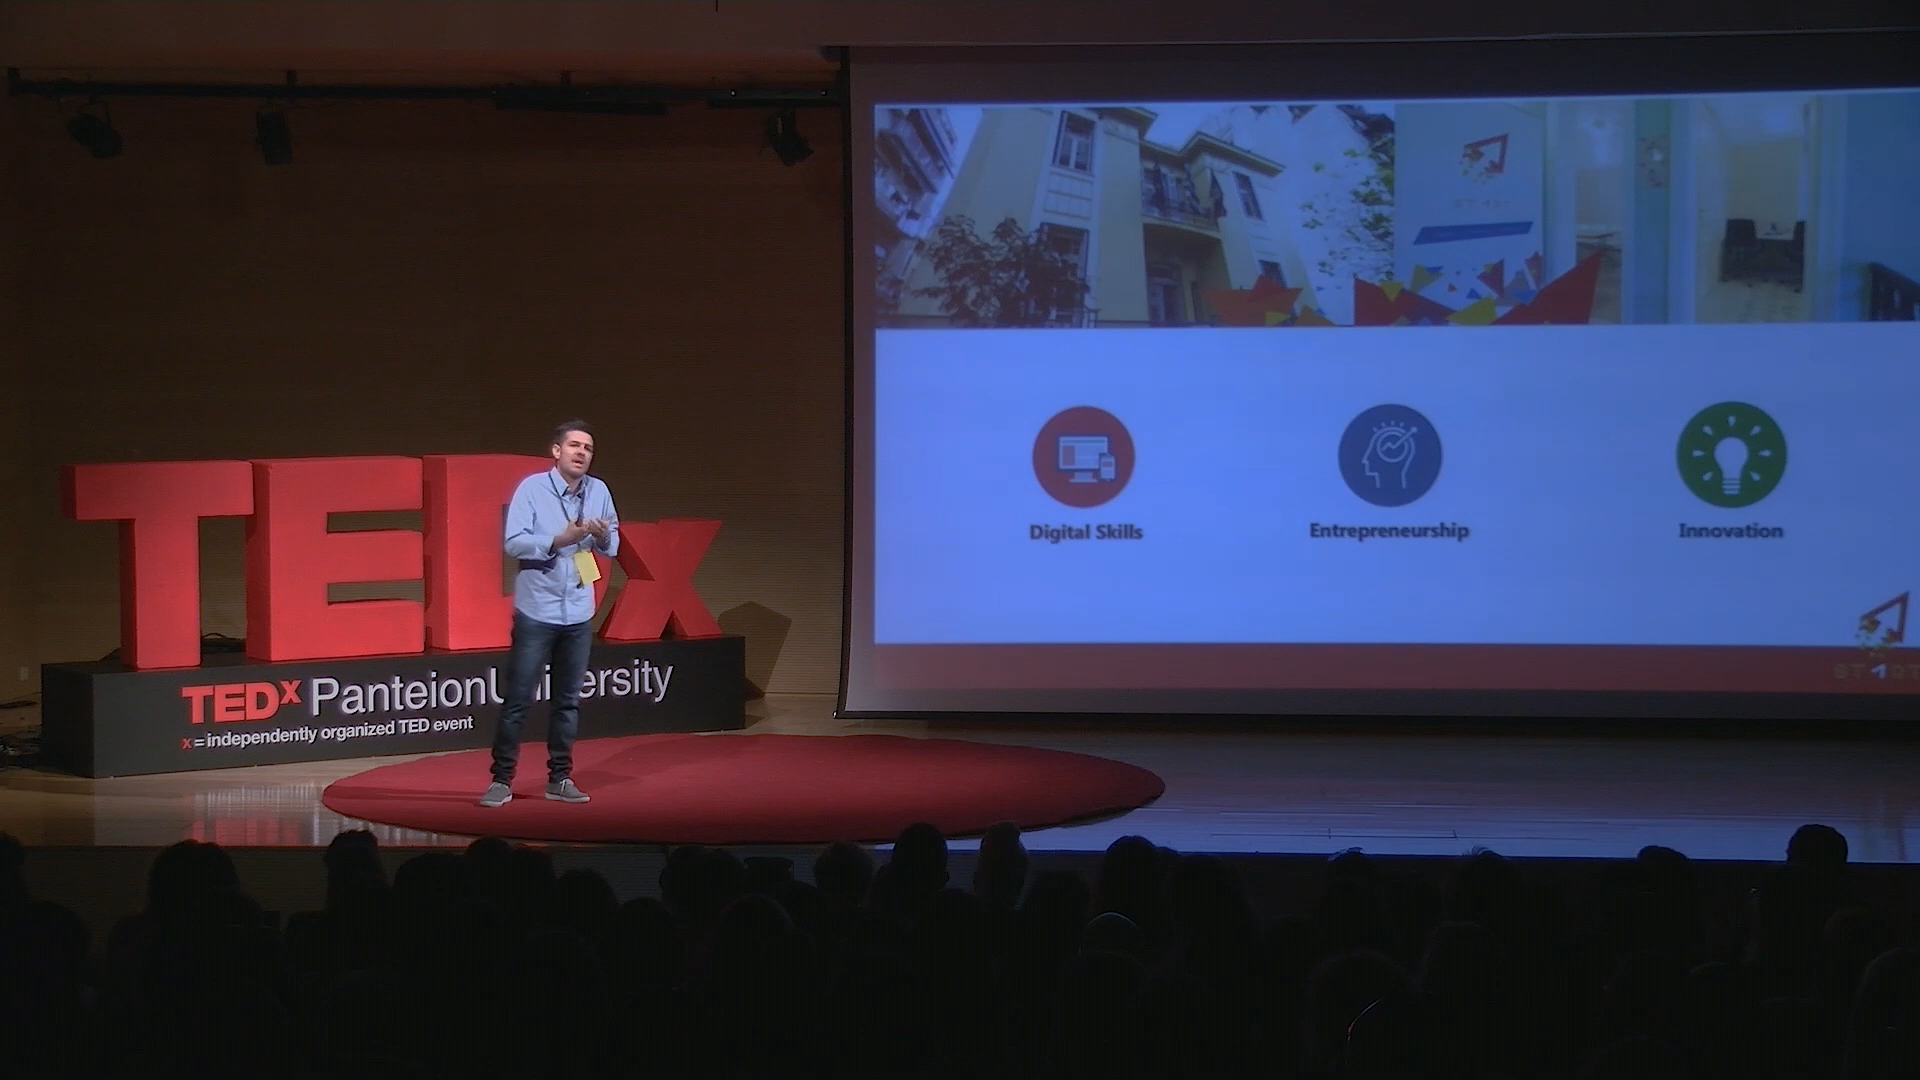 TEDx
TEDx PanteionUniversity
x = independently organized TED event
Digital Skills
Entrepreneurship
Innovation